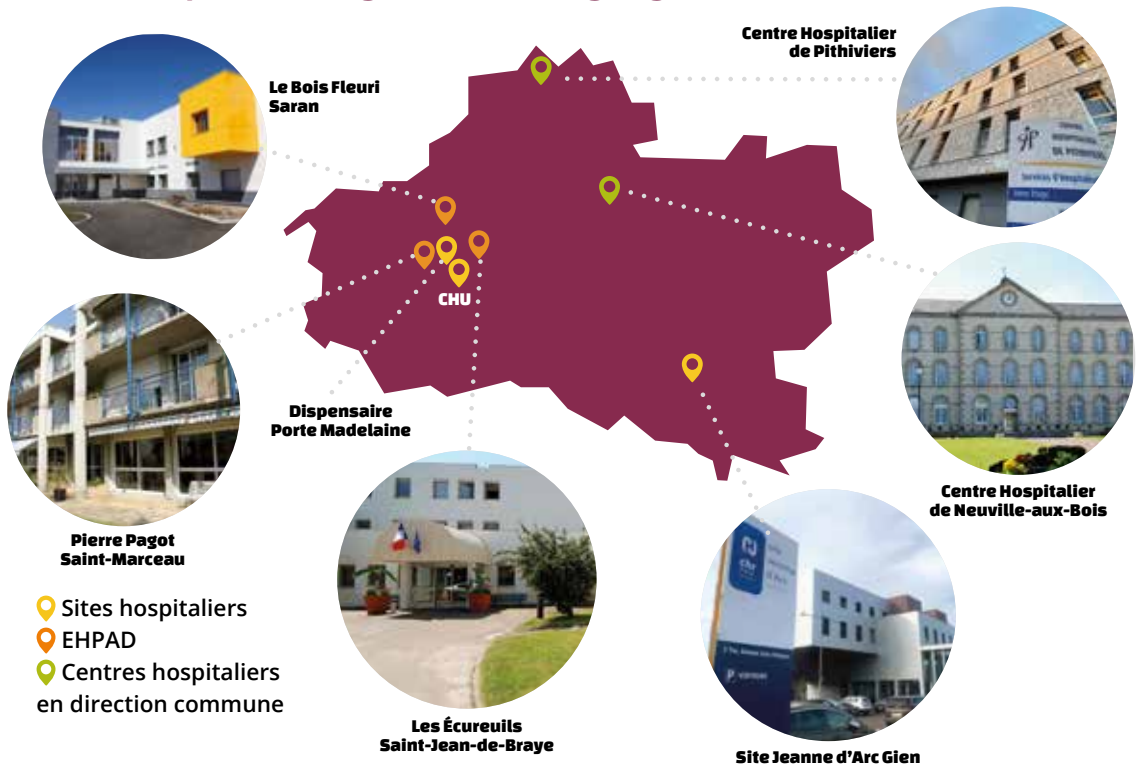 Centre Hospitalier
de Pithiviers
Le Bois Fleuri
Saran
CHU
Dispensaire
Porte Madelaine
Centre Hospitalier
de Neuville-aux-Bois
Pierre Pagot
Saint-Marceau
Sites hospitaliers
EHPAD
Centres hospitaliers
en direction commune
Les Écureuils
Saint-Jean-de-Braye
Site Jeanne d'Arc Gien
chr